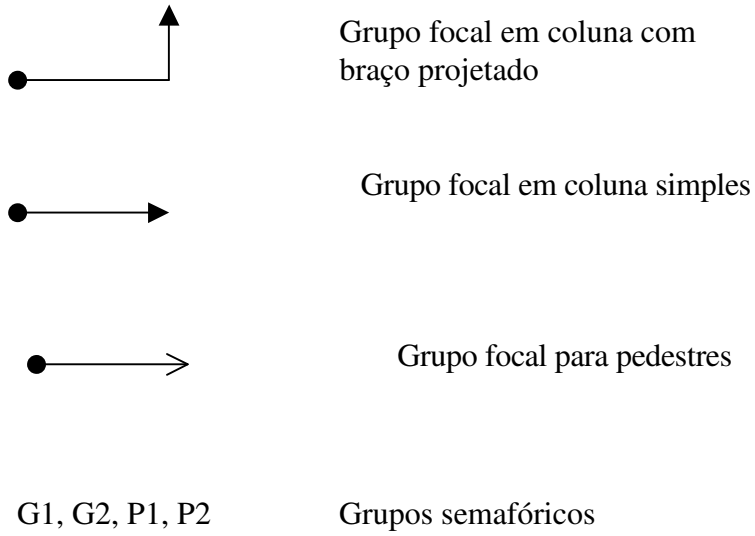 Grupo focal em coluna com
braço projetado
Grupo focal em coluna simples
Grupo focal para pedestres
G1, G2, P1, P2 Grupos semafóricos